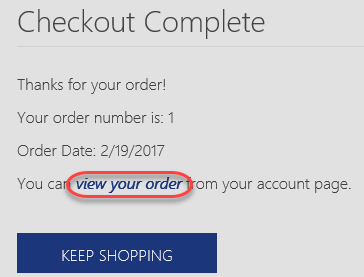 Checkout Complete
Thanks for your order!
Your order number is: 1
Order Date: 2/19/2017
You can view your order from your account page.
KEEP SHOPPING